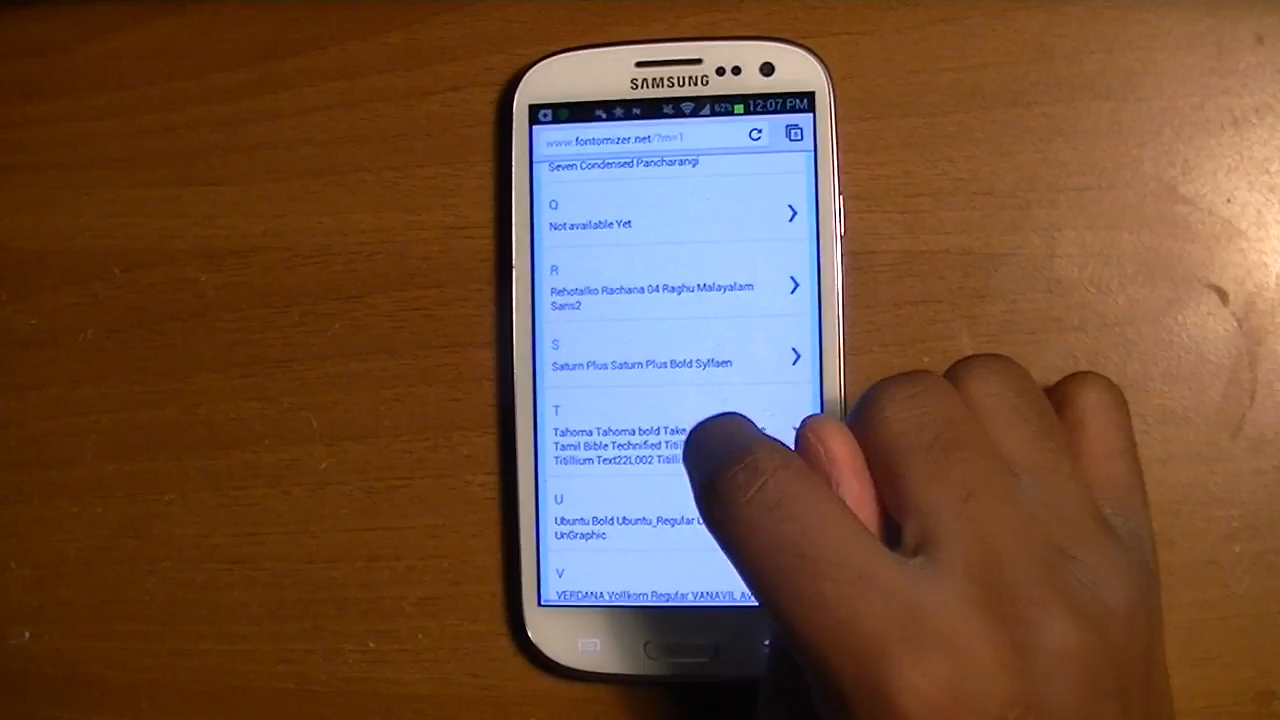 SAMSUNG
62% 12:07 PM
www.fontomizer.net/?m=1
Seven Condensed Pancharangi
Q
Not available Yet
R
Rehotalko Rachana 04 Raghu Malayalam
Sans2
S
Saturn Plus Saturn Plus Bold Sylfaen
T
Tahoma Tahoma bold
Tamil Bible Technified
Titillium Text22L002
U
Ubuntu Bold Ubuntu_Regular
UnGraphic
V
VERDANA Vollkorn Regular VANAVIL